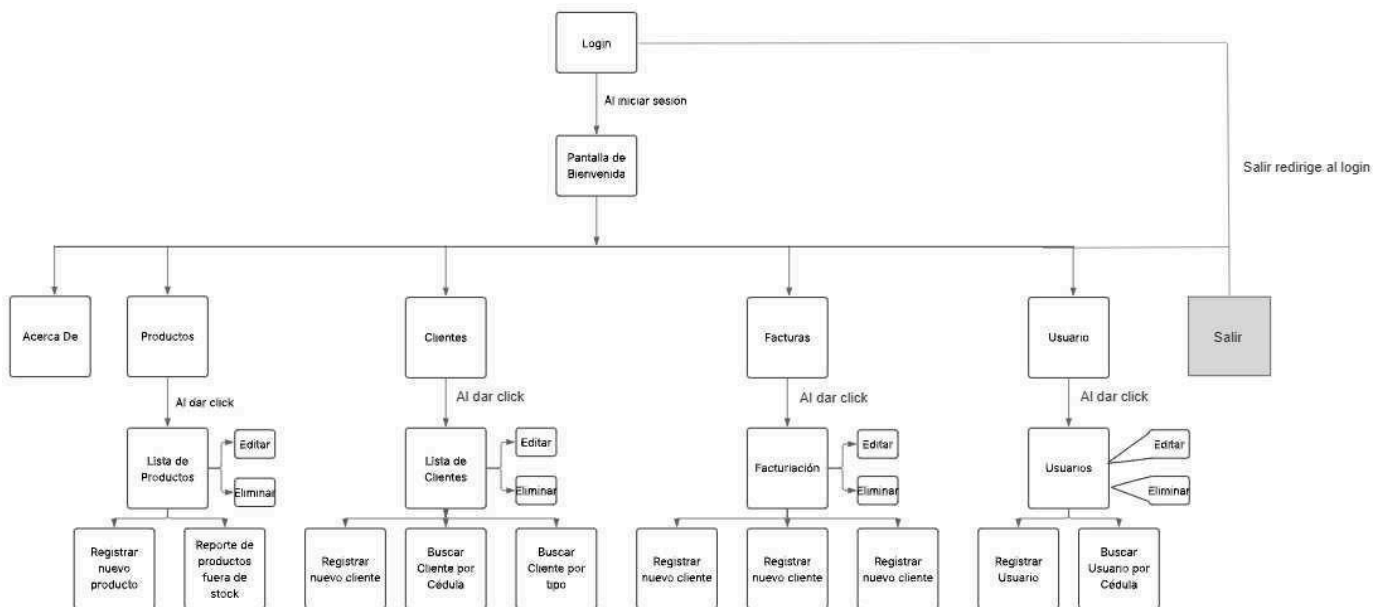 Login
Al iniciar sesión
Pantalla de
Bienvenida
Salir redirige al login
Acerca De
Productos
Clientes
Facturas
Usuario
Salir
Al dar click
Al dar click
Al dar click
Al dar click
Lista de
Productos
Editar
Eliminar
Lista de
Clientes
Editar
Eliminar
Facturiación
Editar
Eliminar
Usuarios
Editar
Eliminar
Registrar
nuevo
producto
Reporte de
productos
fuera de
stock
Registrar
nuevo cliente
Buscar
Cliente por
Cédula
Buscar
Cliente por
tipo
Registrar
nuevo cliente
Registrar
nuevo cliente
Registrar
nuevo cliente
Registrar
Usuario
Buscar
Usuario por
Cédula